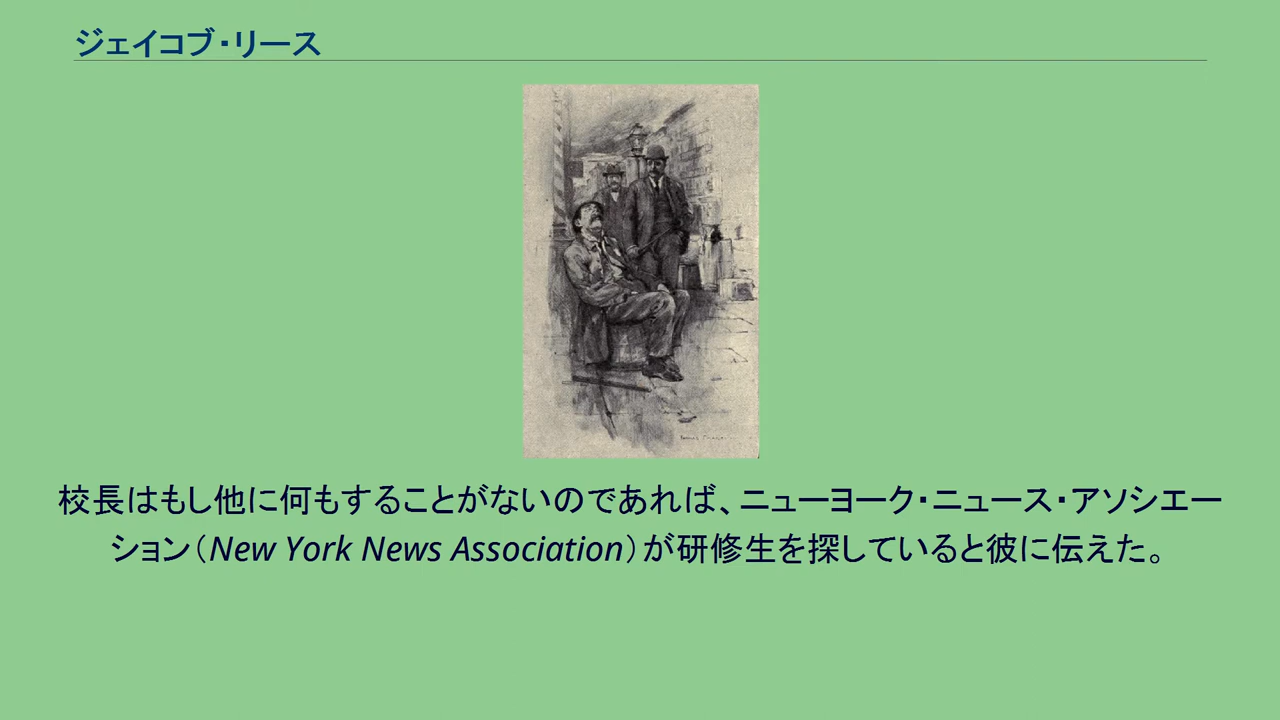 ジェイコブ・リース
校長はもし他に何もすることがないのであれば、ニューヨーク・ニュース・アソシエー
ション（New York News Association）が研修生を探していると彼に伝えた。